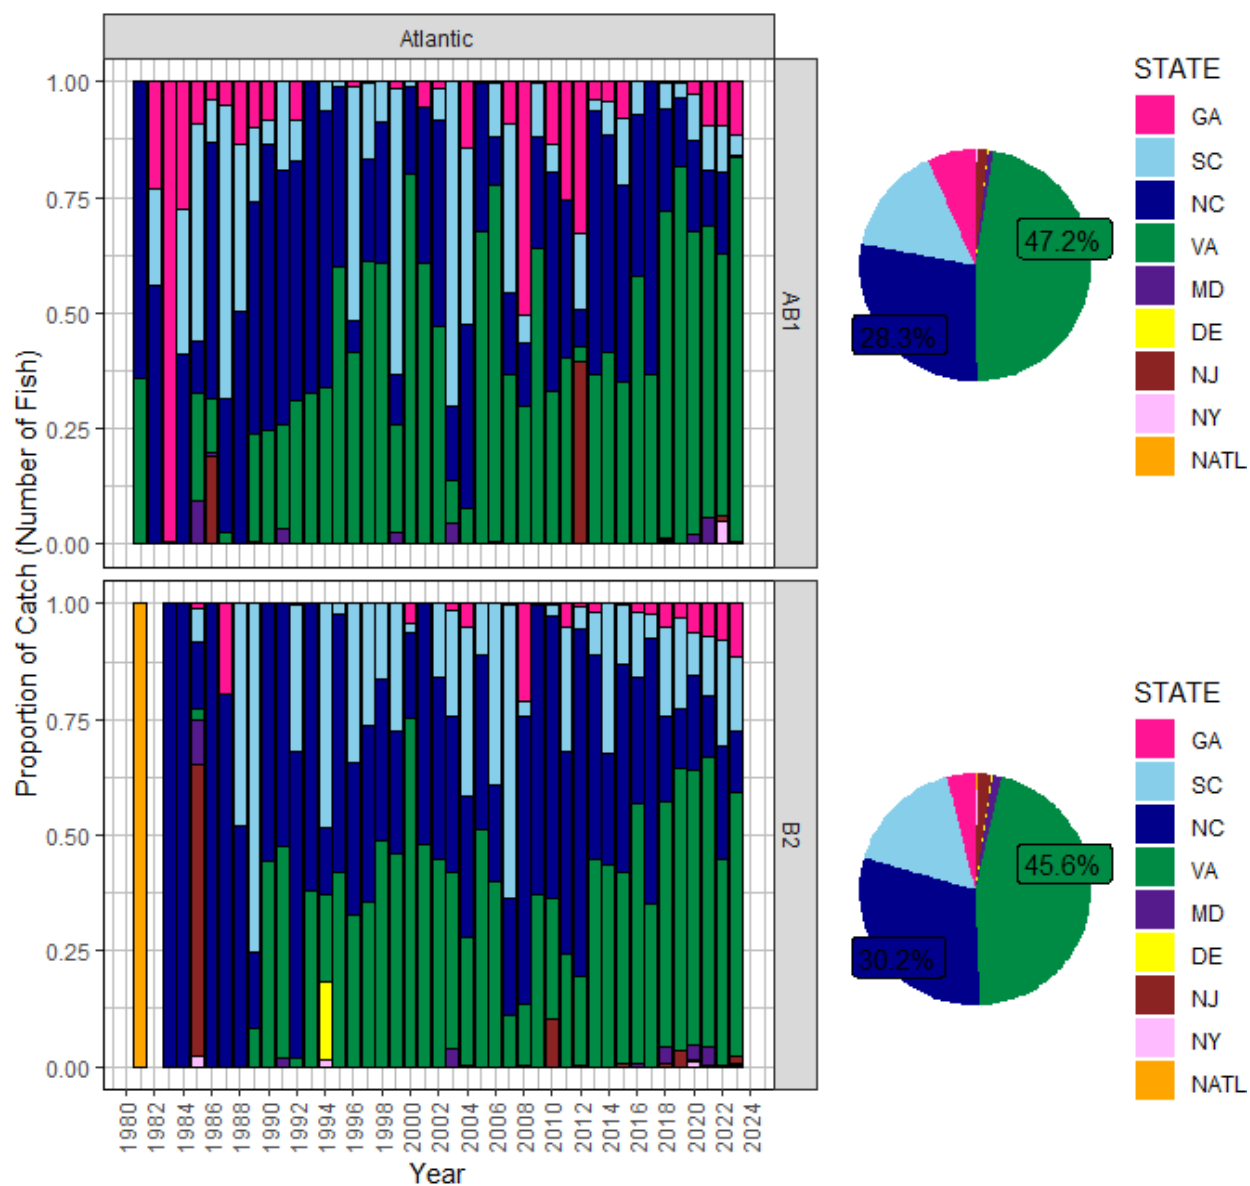 Atlantic
Proportion of Catch (Number of Fish)
1.00
0.75
0.50
0.25
0.00
AB1
1.00
0.75
0.50
0.25
0.00
B2
1980
1982
1984
1986
1988
1990
1992
1994
1996
1998
2000
2002
2004
2006
2008
2010
2012
2014
2016
2018
2020
2022
2024
Year
47.2%
28.3%
STATE
GA
SC
NC
VA
MD
DE
NJ
NY
NATL
45.6%
30.2%
STATE
GA
SC
NC
VA
MD
DE
NJ
NY
NATL